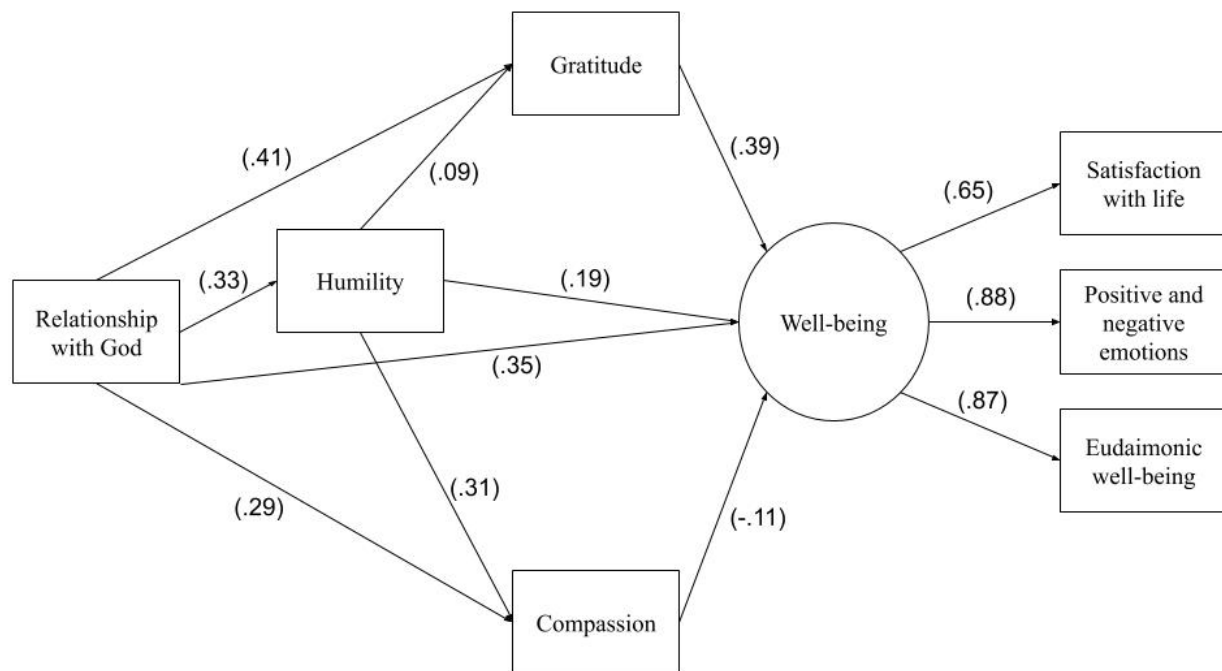 Gratitude
(.41)
(.09)
(.39)
Satisfaction
with life
(.65)
Humility
(.33)
(.19)
Relationship
with God
(.35)
Well-being
(.88)
Positive and
negative
emotions
(.87)
Eudaimonic
well-being
(.31)
(.29)
(-.11)
Compassion